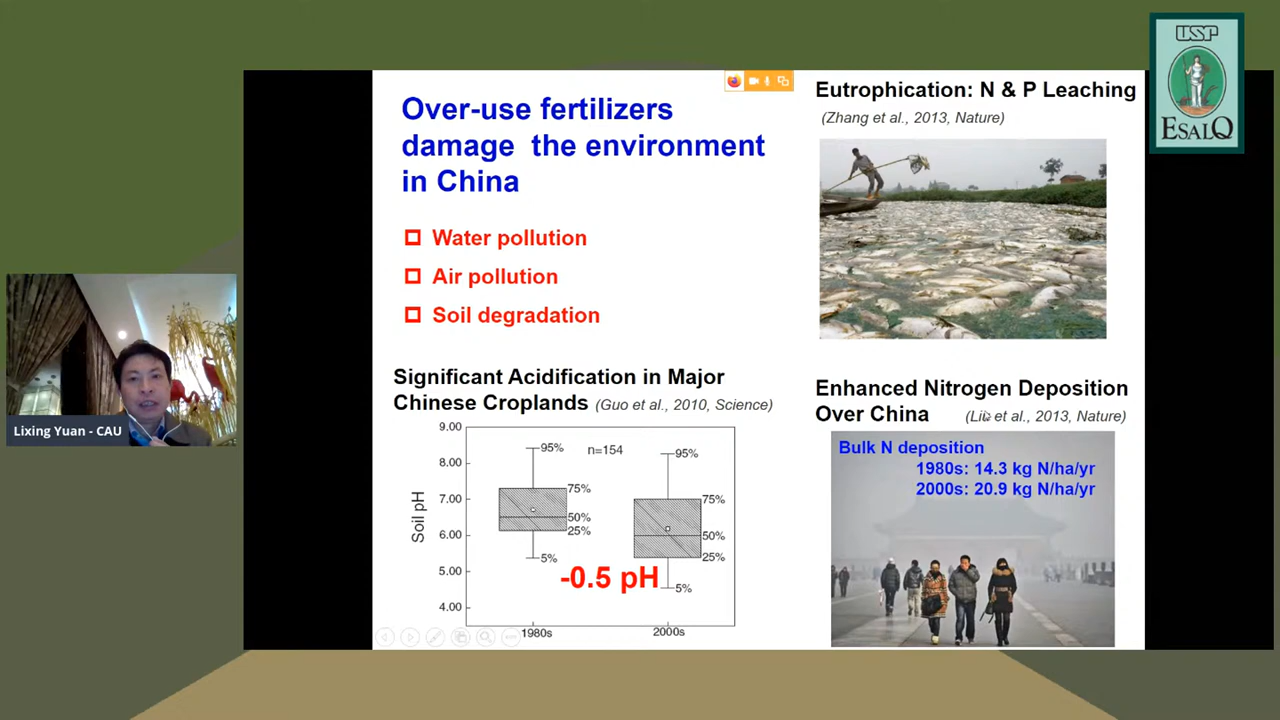 USP
ESALQ
Over-use fertilizers
damage the environment
in China
Water pollution
Air pollution
Soil degradation
Eutrophication: N & P Leaching
(Zhang et al., 2013, Nature)
Significant Acidification in Major
Chinese Croplands (Guo et al., 2010, Science)
9.00
8.00
7.00
6.00
5.00
4.00
Soil pH
95%
n=154
75%
50%
25%
5%
95%
75%
50%
25%
5%
-0.5 pH
1980s
2000s
Enhanced Nitrogen Deposition
Over China (Liu et al., 2013, Nature)
Bulk N deposition
1980s: 14.3 kg N/ha/yr
2000s: 20.9 kg N/ha/yr
Lixing Yuan - CAU